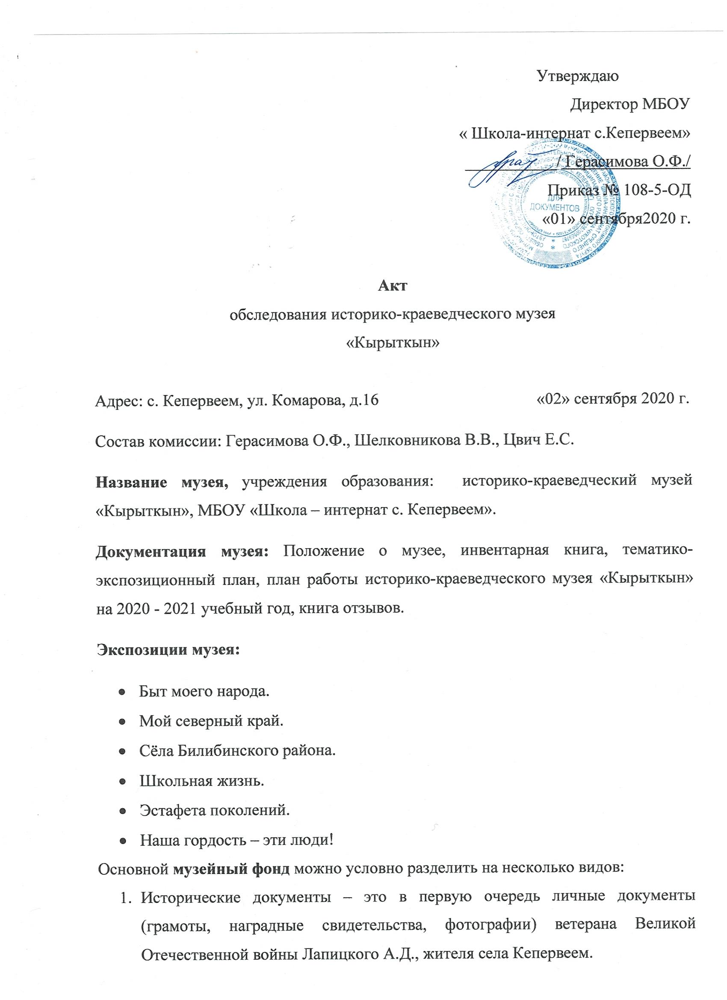 Утверждаю
Директор МБОУ
« Школа-интернат с.Кепервеем»
/ Герасимова О.Ф./
Приказ № 108-5-ОД
«01» сентября2020 г.
ДЛЯ
ДОКУМЕНТОВ
Акт
обследования историко-краеведческого музея
«Кырыткын»
Адрес: с. Кепервеем, ул. Комарова, д.16 «02» сентября 2020 г.
Состав комиссии: Герасимова О.Ф., Шелковникова В.В., Цвич Е.С.
Название музея, учреждения образования: историко-краеведческий музей
«Кырыткын», МБОУ «Школа – интернат с. Кепервеем».
Документация музея: Положение о музее, инвентарная книга, тематико-
экспозиционный план, план работы историко-краеведческого музея «Кырыткын»
на 2020 - 2021 учебный год, книга отзывов.
Экспозиции музея:
• Быт моего народа.
• Мой северный край.
• Сёла Билибинского района.
• Школьная жизнь.
• Эстафета поколений.
• Наша гордость – эти люди!
Основной музейный фонд можно условно разделить на несколько видов:
1. Исторические документы – это в первую очередь личные документы
(грамоты, наградные свидетельства, фотографии) ветерана Великой
Отечественной войны Лапицкого А.Д., жителя села Кепервеем.